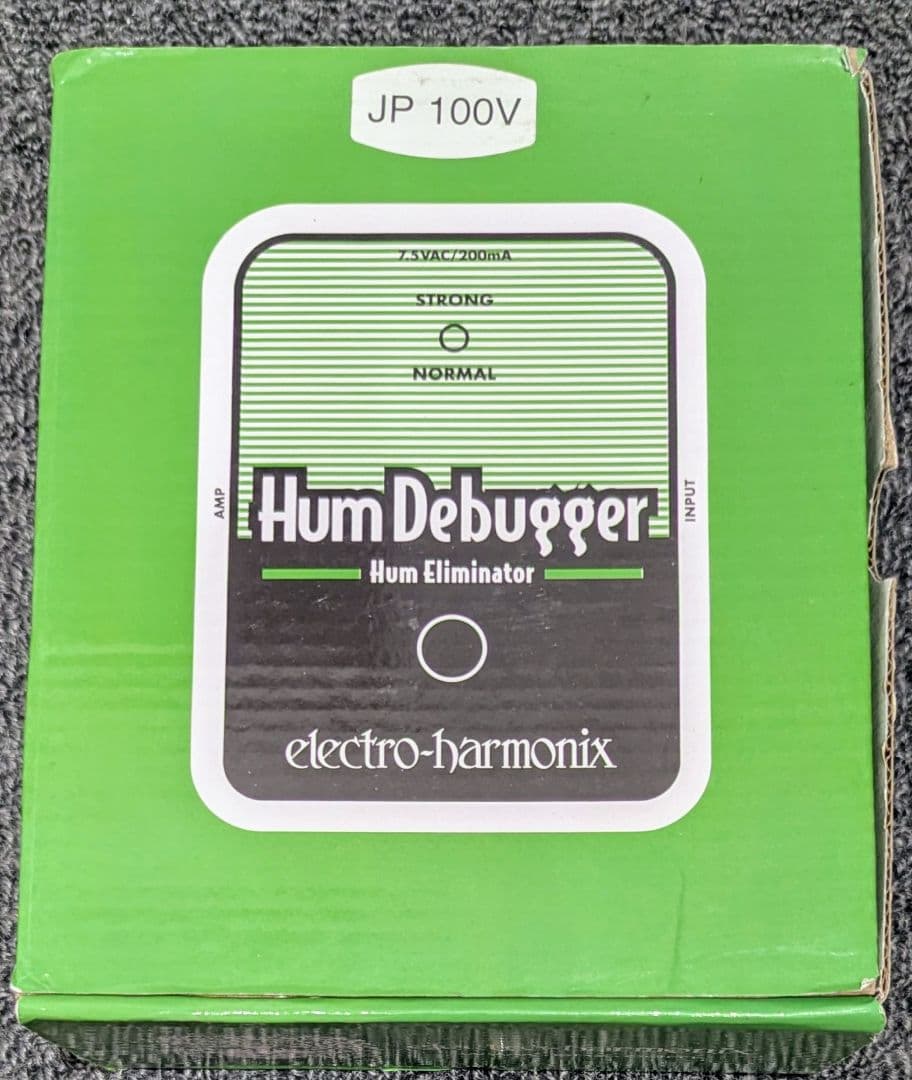 JP 100V
7.5VAC/200mA
STRONG
NORMAL
AMP
Hum Debugger
INPUT
Hum Eliminator
electro-harmonix